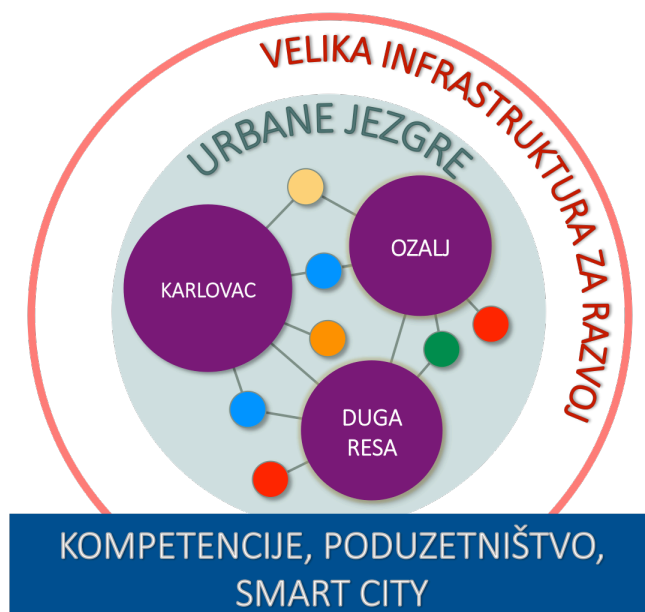 VELIKA INFRASTRUKTURA ZA RAZVOJ
URBANE JEZGRE
OZALJ
KARLOVAC
DUGA
RESA
KOMPETENCIJE, PODUZETNIŠTVO,
SMART CITY